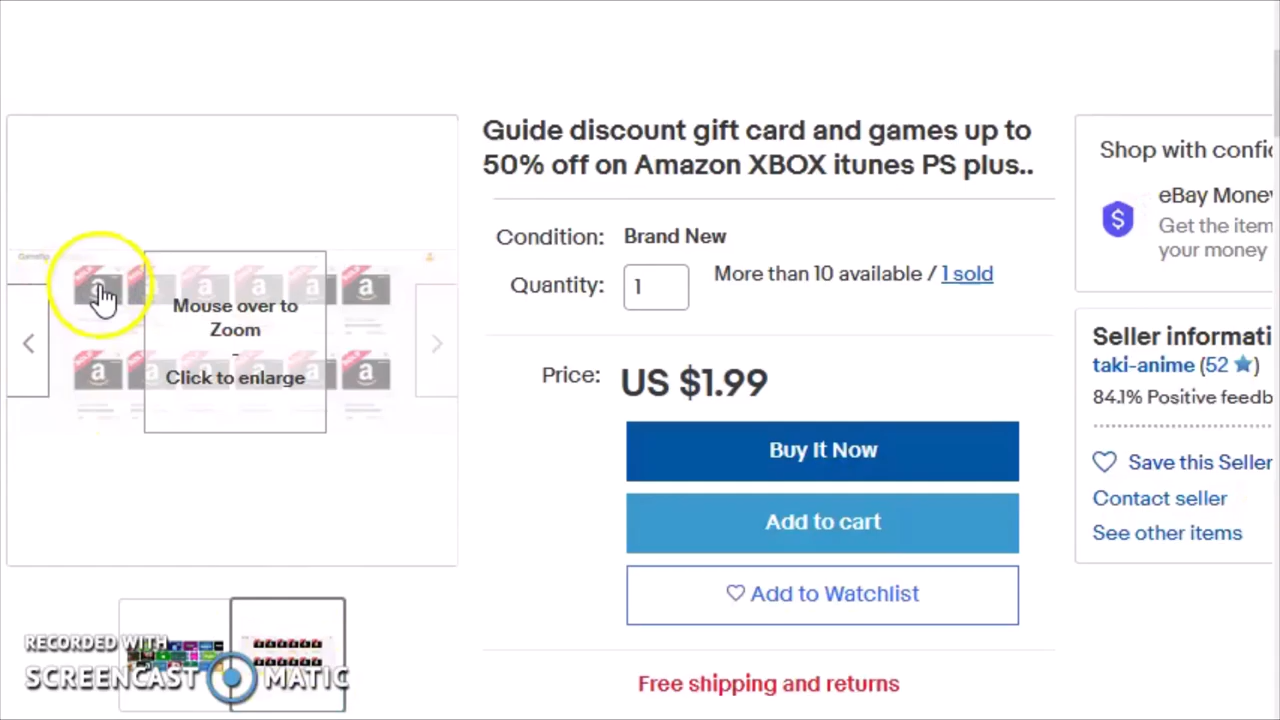 Guide discount gift card and games up to
50% off on Amazon XBOX itunes PS plus..
Condition: Brand New
Quantity: 1 More than 10 available / 1 sold
Price: US $1.99
Buy It Now
Add to cart
Add to Watchlist
Free shipping and returns
Mouse over to
Zoom
-
Click to enlarge
Shop with confi
eBay Money
Get the item
your money
Seller informati
taki-anime (52)
84.1% Positive feedb
Save this Seller
Contact seller
See other items
RECORDED WITH
SCREENCAST MATIC